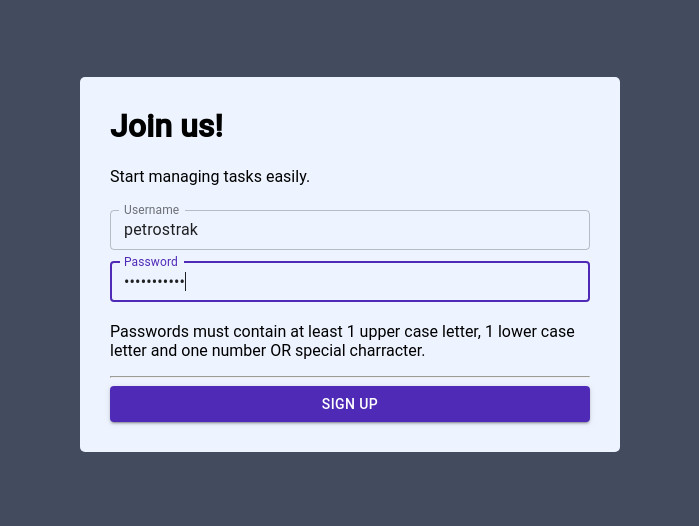 Join us!
Start managing tasks easily.
Username
petrostrak
Password
•••••••••••
Passwords must contain at least 1 upper case letter, 1 lower case
letter and one number OR special charracter.
SIGN UP